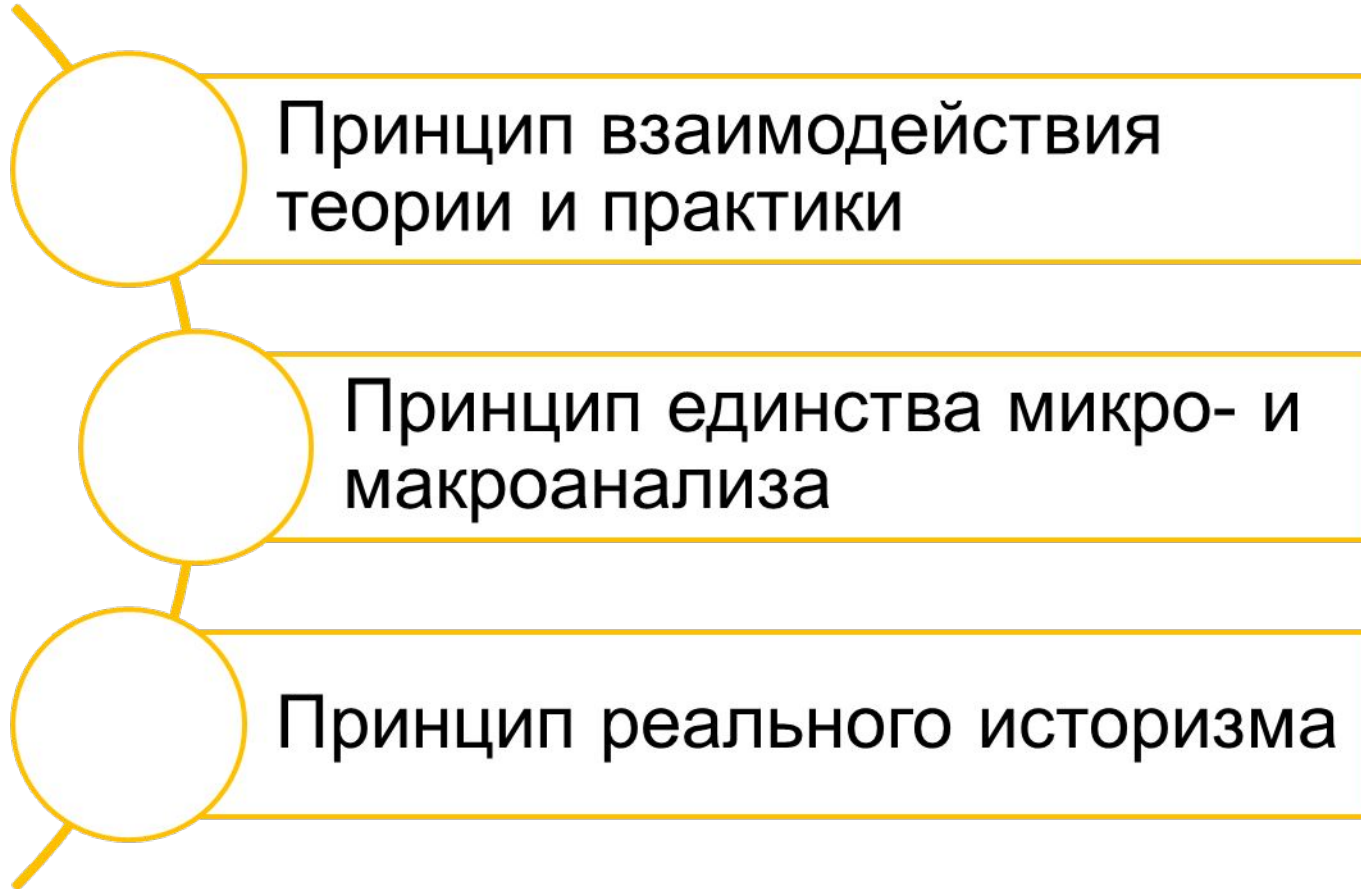 Принцип взаимодействия
теории и практики
Принцип единства микро- и
макроанализа
Принцип реального историзма